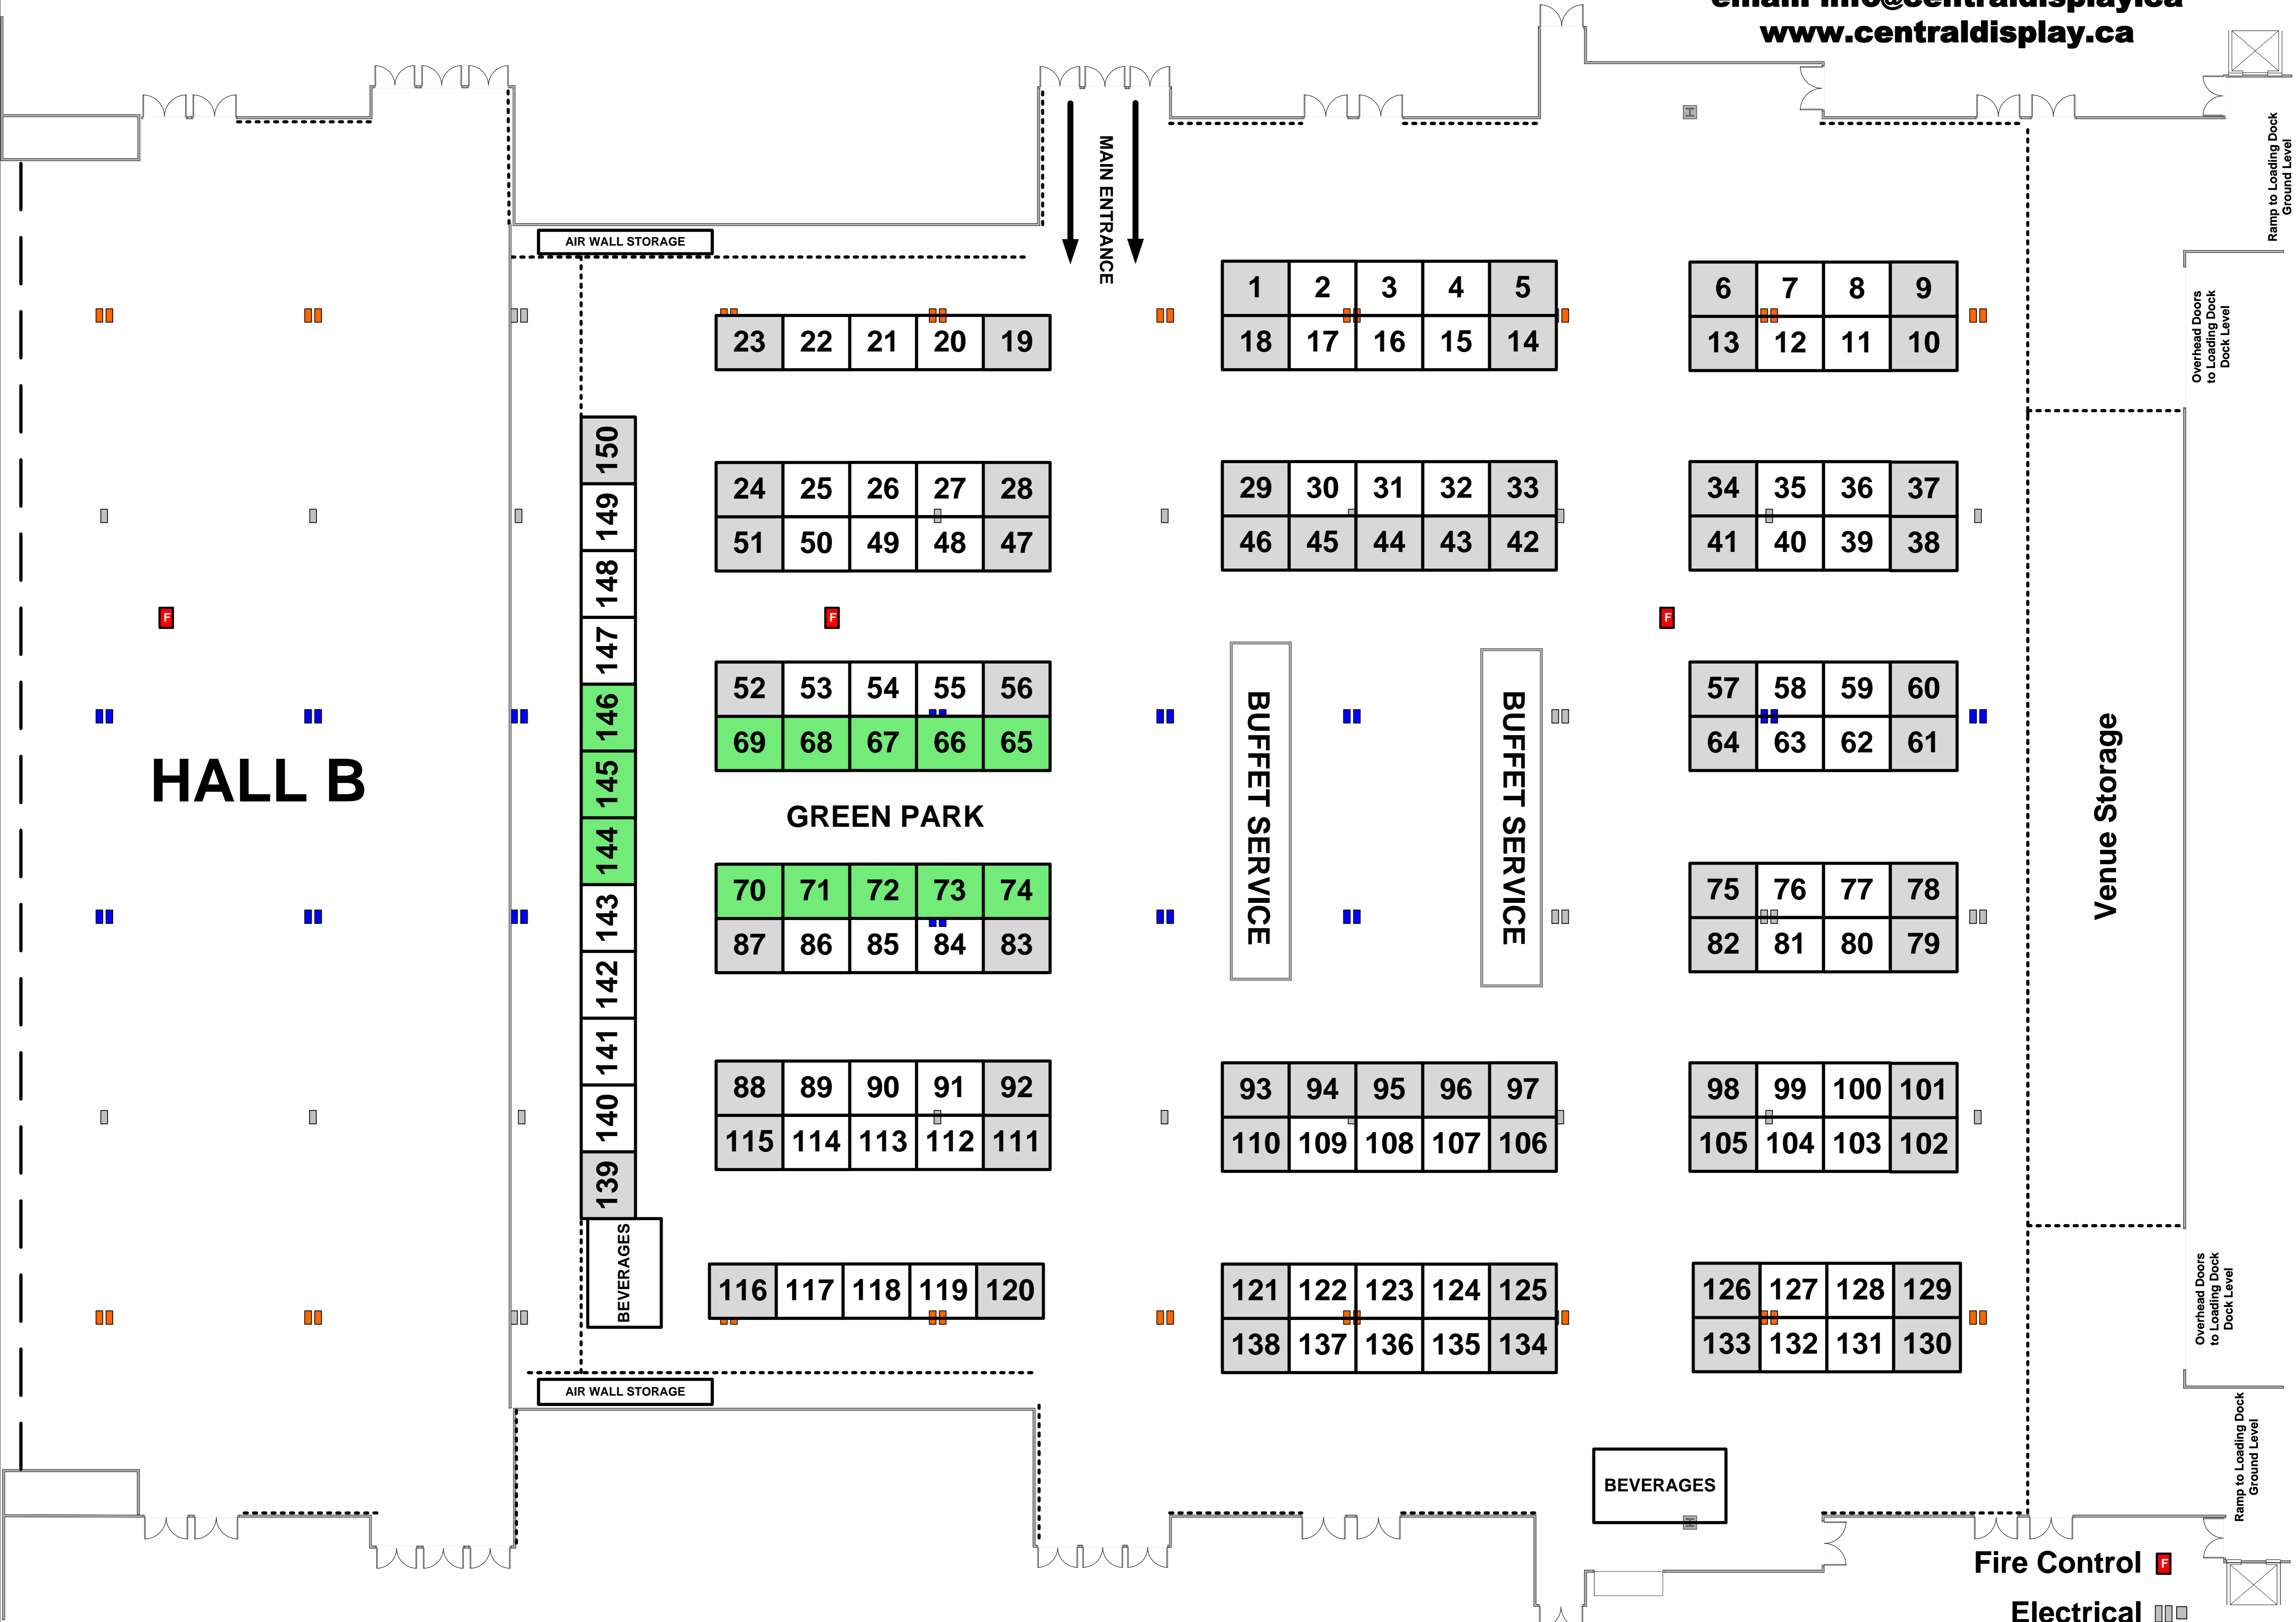 email info@centraldisplay.ca
www.centraldisplay.ca
Ramp to Loading Dock
Ground Level
MAIN ENTRANCE
AIR WALL STORAGE
1 2 3 4 5
6 7 8 9
23 22 21 20 19
18 17 16 15 14
13 12 11 10
Overhead Doors
to Loading Dock
Dock Level
150
149
148
147
146
145
144
143
142
141
140
139
24 25 26 27 28
29 30 31 32 33
34 35 36 37
51 50 49 48 47
46 45 44 43 42
41 40 39 38
F
F
F
52 53 54 55 56
57 58 59 60
69 68 67 66 65
64 63 62 61
HALL B
GREEN PARK
BUFFET SERVICE
BUFFET SERVICE
Venue Storage
70 71 72 73 74
75 76 77 78
87 86 85 84 83
82 81 80 79
88 89 90 91 92
93 94 95 96 97
98 99 100 101
115 114 113 112 111
110 109 108 107 106
105 104 103 102
BEVERAGES
116 117 118 119 120
121 122 123 124 125
126 127 128 129
138 137 136 135 134
133 132 131 130
Overhead Doors
to Loading Dock
Dock Level
AIR WALL STORAGE
BEVERAGES
Ramp to Loading Dock
Ground Level
Fire Control F
Electrical